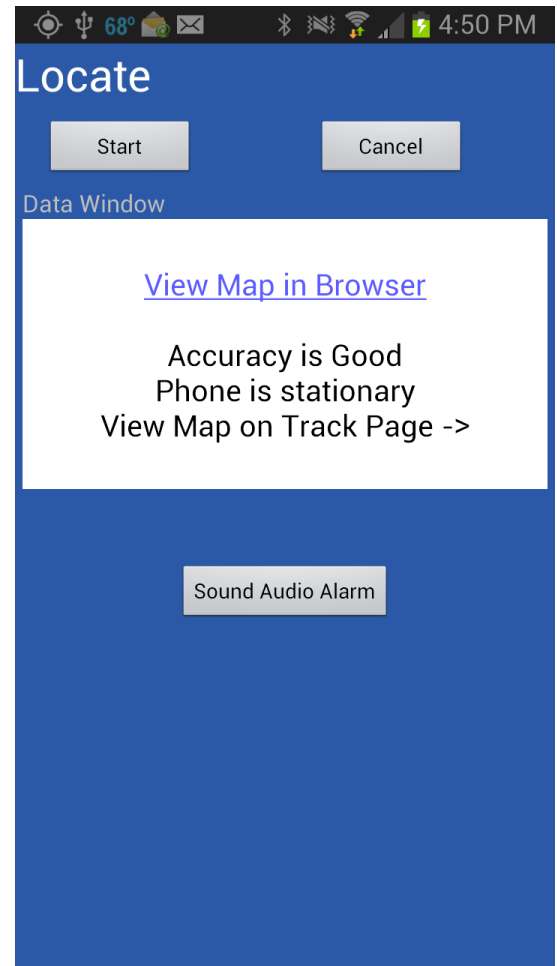 68° 4:50 PM
Locate
Start Cancel
Data Window
View Map in Browser
Accuracy is Good
Phone is stationary
View Map on Track Page ->
Sound Audio Alarm